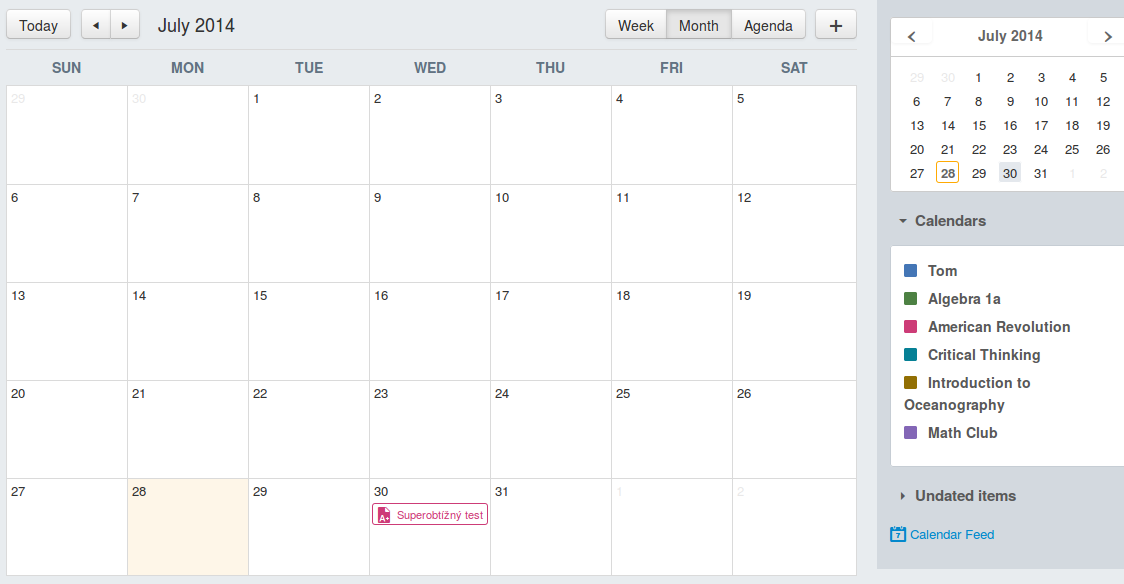 Today ◄ ► July 2014 Week Month Agenda +
SUN MON TUE WED THU FRI SAT
29 30 1 2 3 4 5
6 7 8 9 10 11 12
13 14 15 16 17 18 19
20 21 22 23 24 25 26
27 28 29 30 31 1 2
A+ Superobtížný test
July 2014
29 30 1 2 3 4 5
6 7 8 9 10 11 12
13 14 15 16 17 18 19
20 21 22 23 24 25 26
27 28 29 30 31 1 2
Calendars
Tom
Algebra 1a
American Revolution
Critical Thinking
Introduction to
Oceanography
Math Club
Undated items
7 Calendar Feed